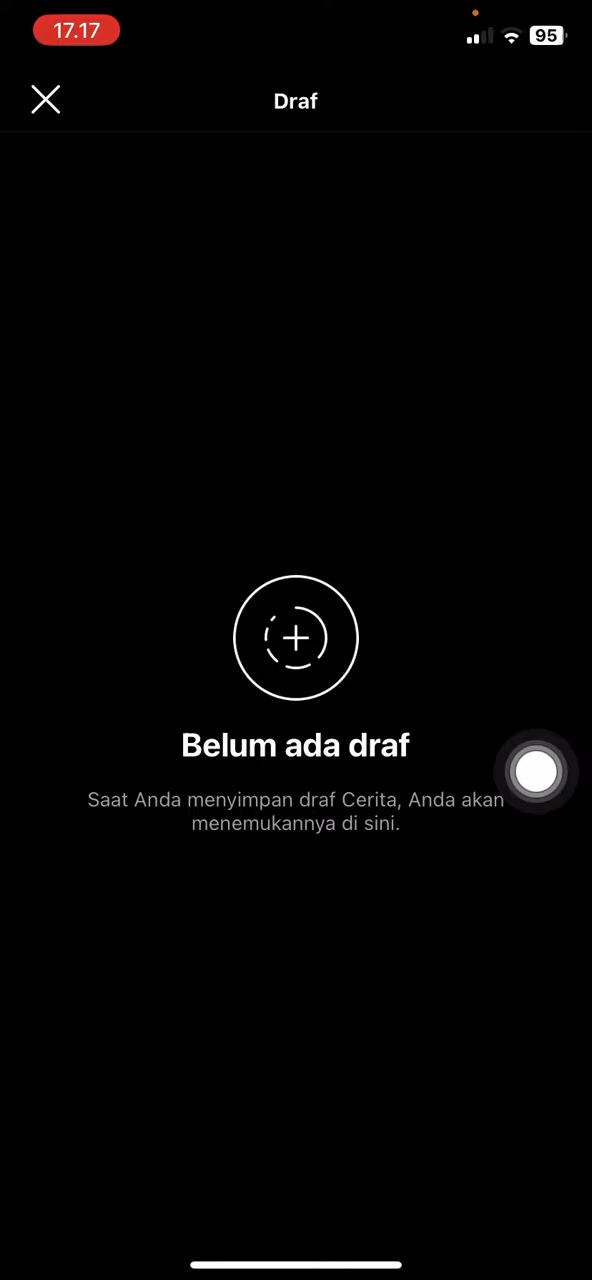 17.17
95
Draf
Belum ada draf
Saat Anda menyimpan draf Cerita, Anda akan
menemukannya di sini.